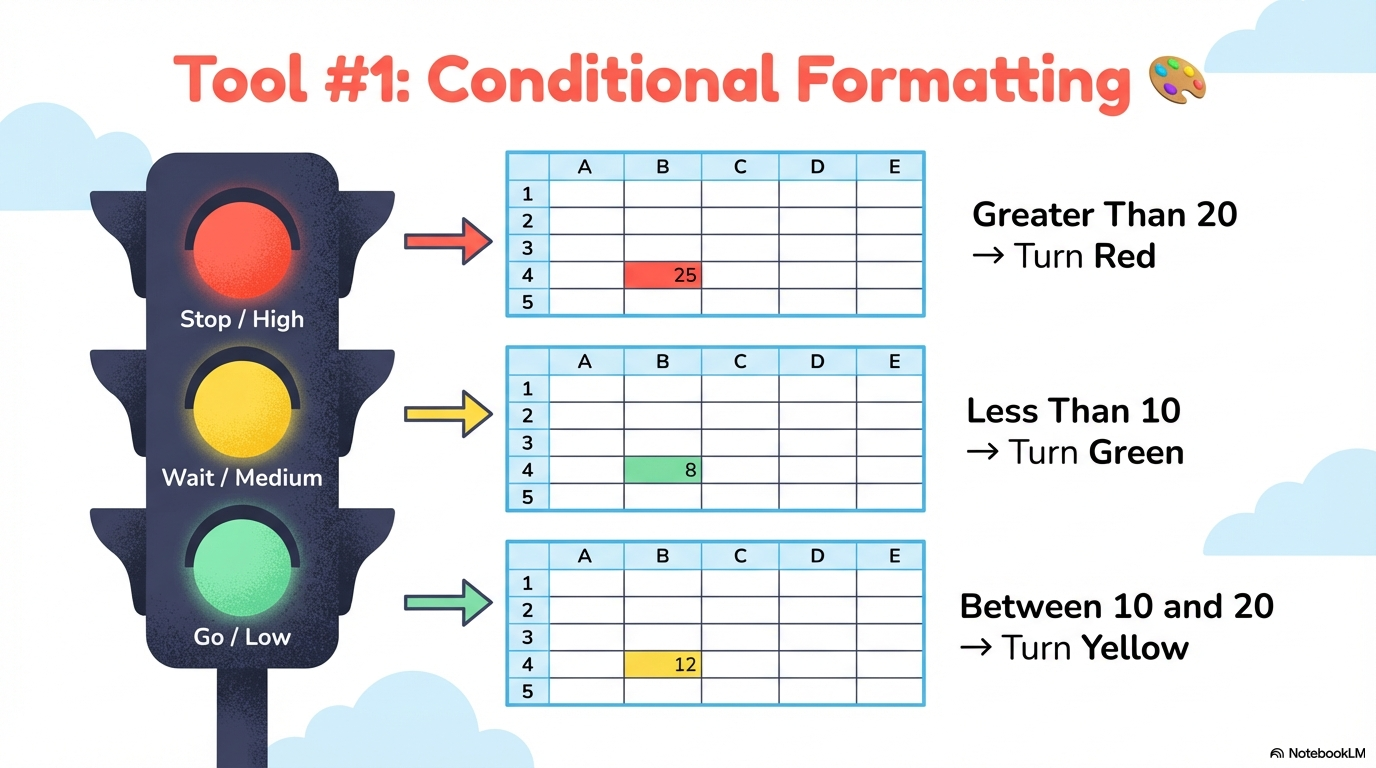 Tool #1: Conditional Formatting
Stop / High
Wait / Medium
Go / Low
A B C D E
1
2
3
4 25
5
Greater Than 20
→ Turn Red
A B C D E
1
2
3
4 8
5
Less Than 10
→ Turn Green
A B C D E
1
2
3
4 12
5
Between 10 and 20
→ Turn Yellow
NotebookLM